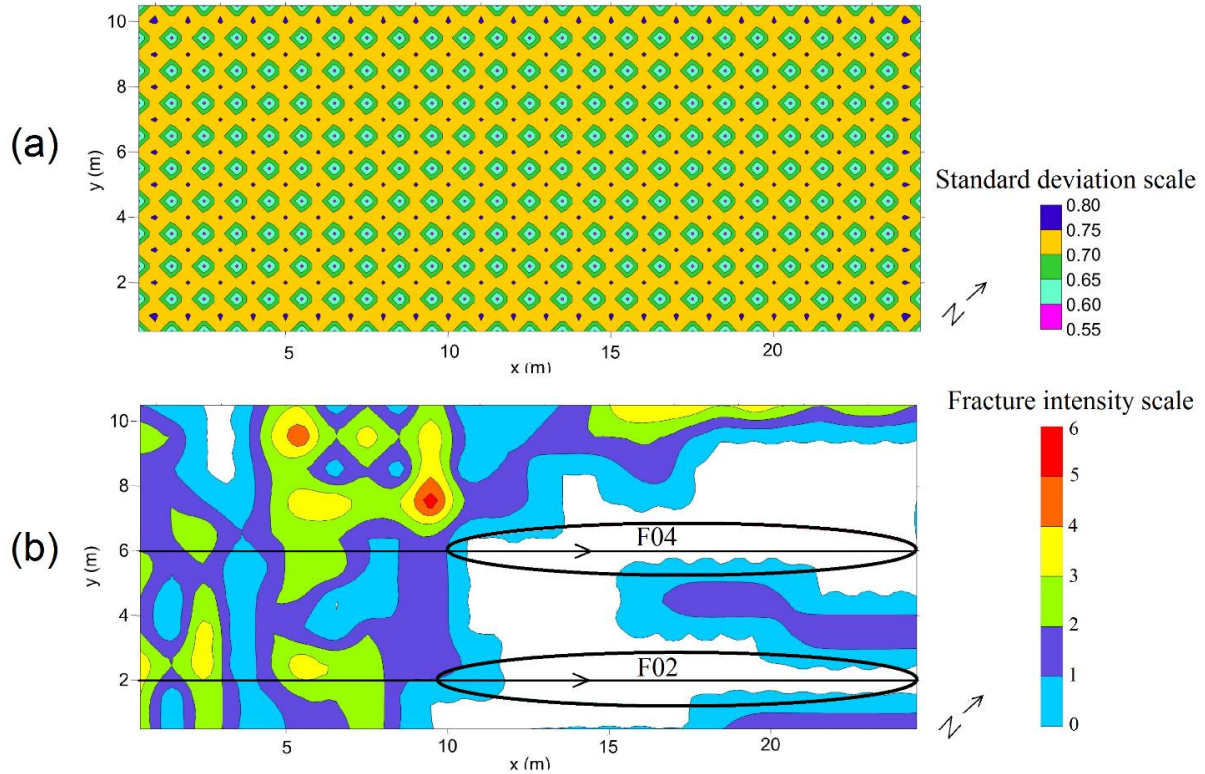 (a)
y (m)
10
8
6
4
2
5
10
15
20
x (m)
Standard deviation scale
0.80
0.75
0.70
0.65
0.60
0.55
N
(b)
y (m)
10
8
6
4
2
5
10
15
20
x (m)
F04
F02
Fracture intensity scale
6
5
4
3
2
1
0
N